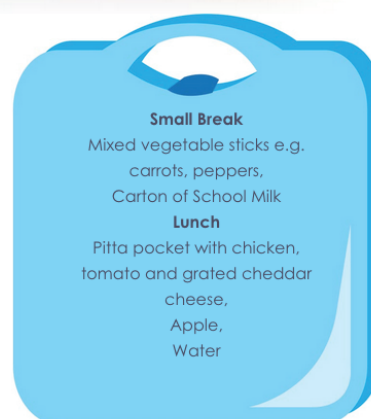 Small Break
Mixed vegetable sticks e.g.
carrots, peppers,
Carton of School Milk
Lunch
Pitta pocket with chicken,
tomato and grated cheddar
cheese,
Apple,
Water